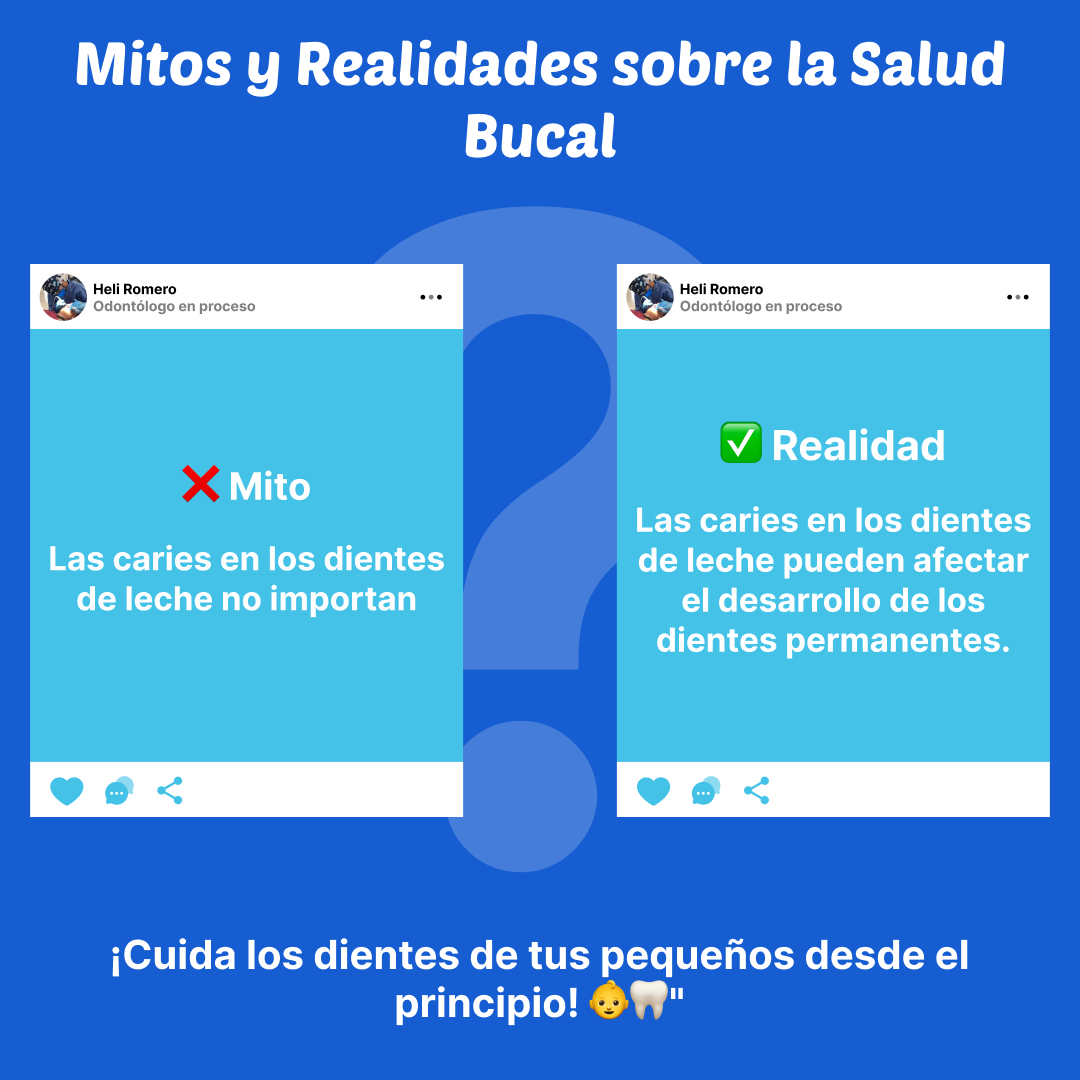 Mitos y Realidades sobre la Salud
Bucal
Heli Romero
Odontólogo en proceso
❌ Mito
Las caries en los dientes
de leche no importan
Heli Romero
Odontólogo en proceso
✅ Realidad
Las caries en los dientes
de leche pueden afectar
el desarrollo de los
dientes permanentes.
¡Cuida los dientes de tus pequeños desde el
principio! 👶🦷"